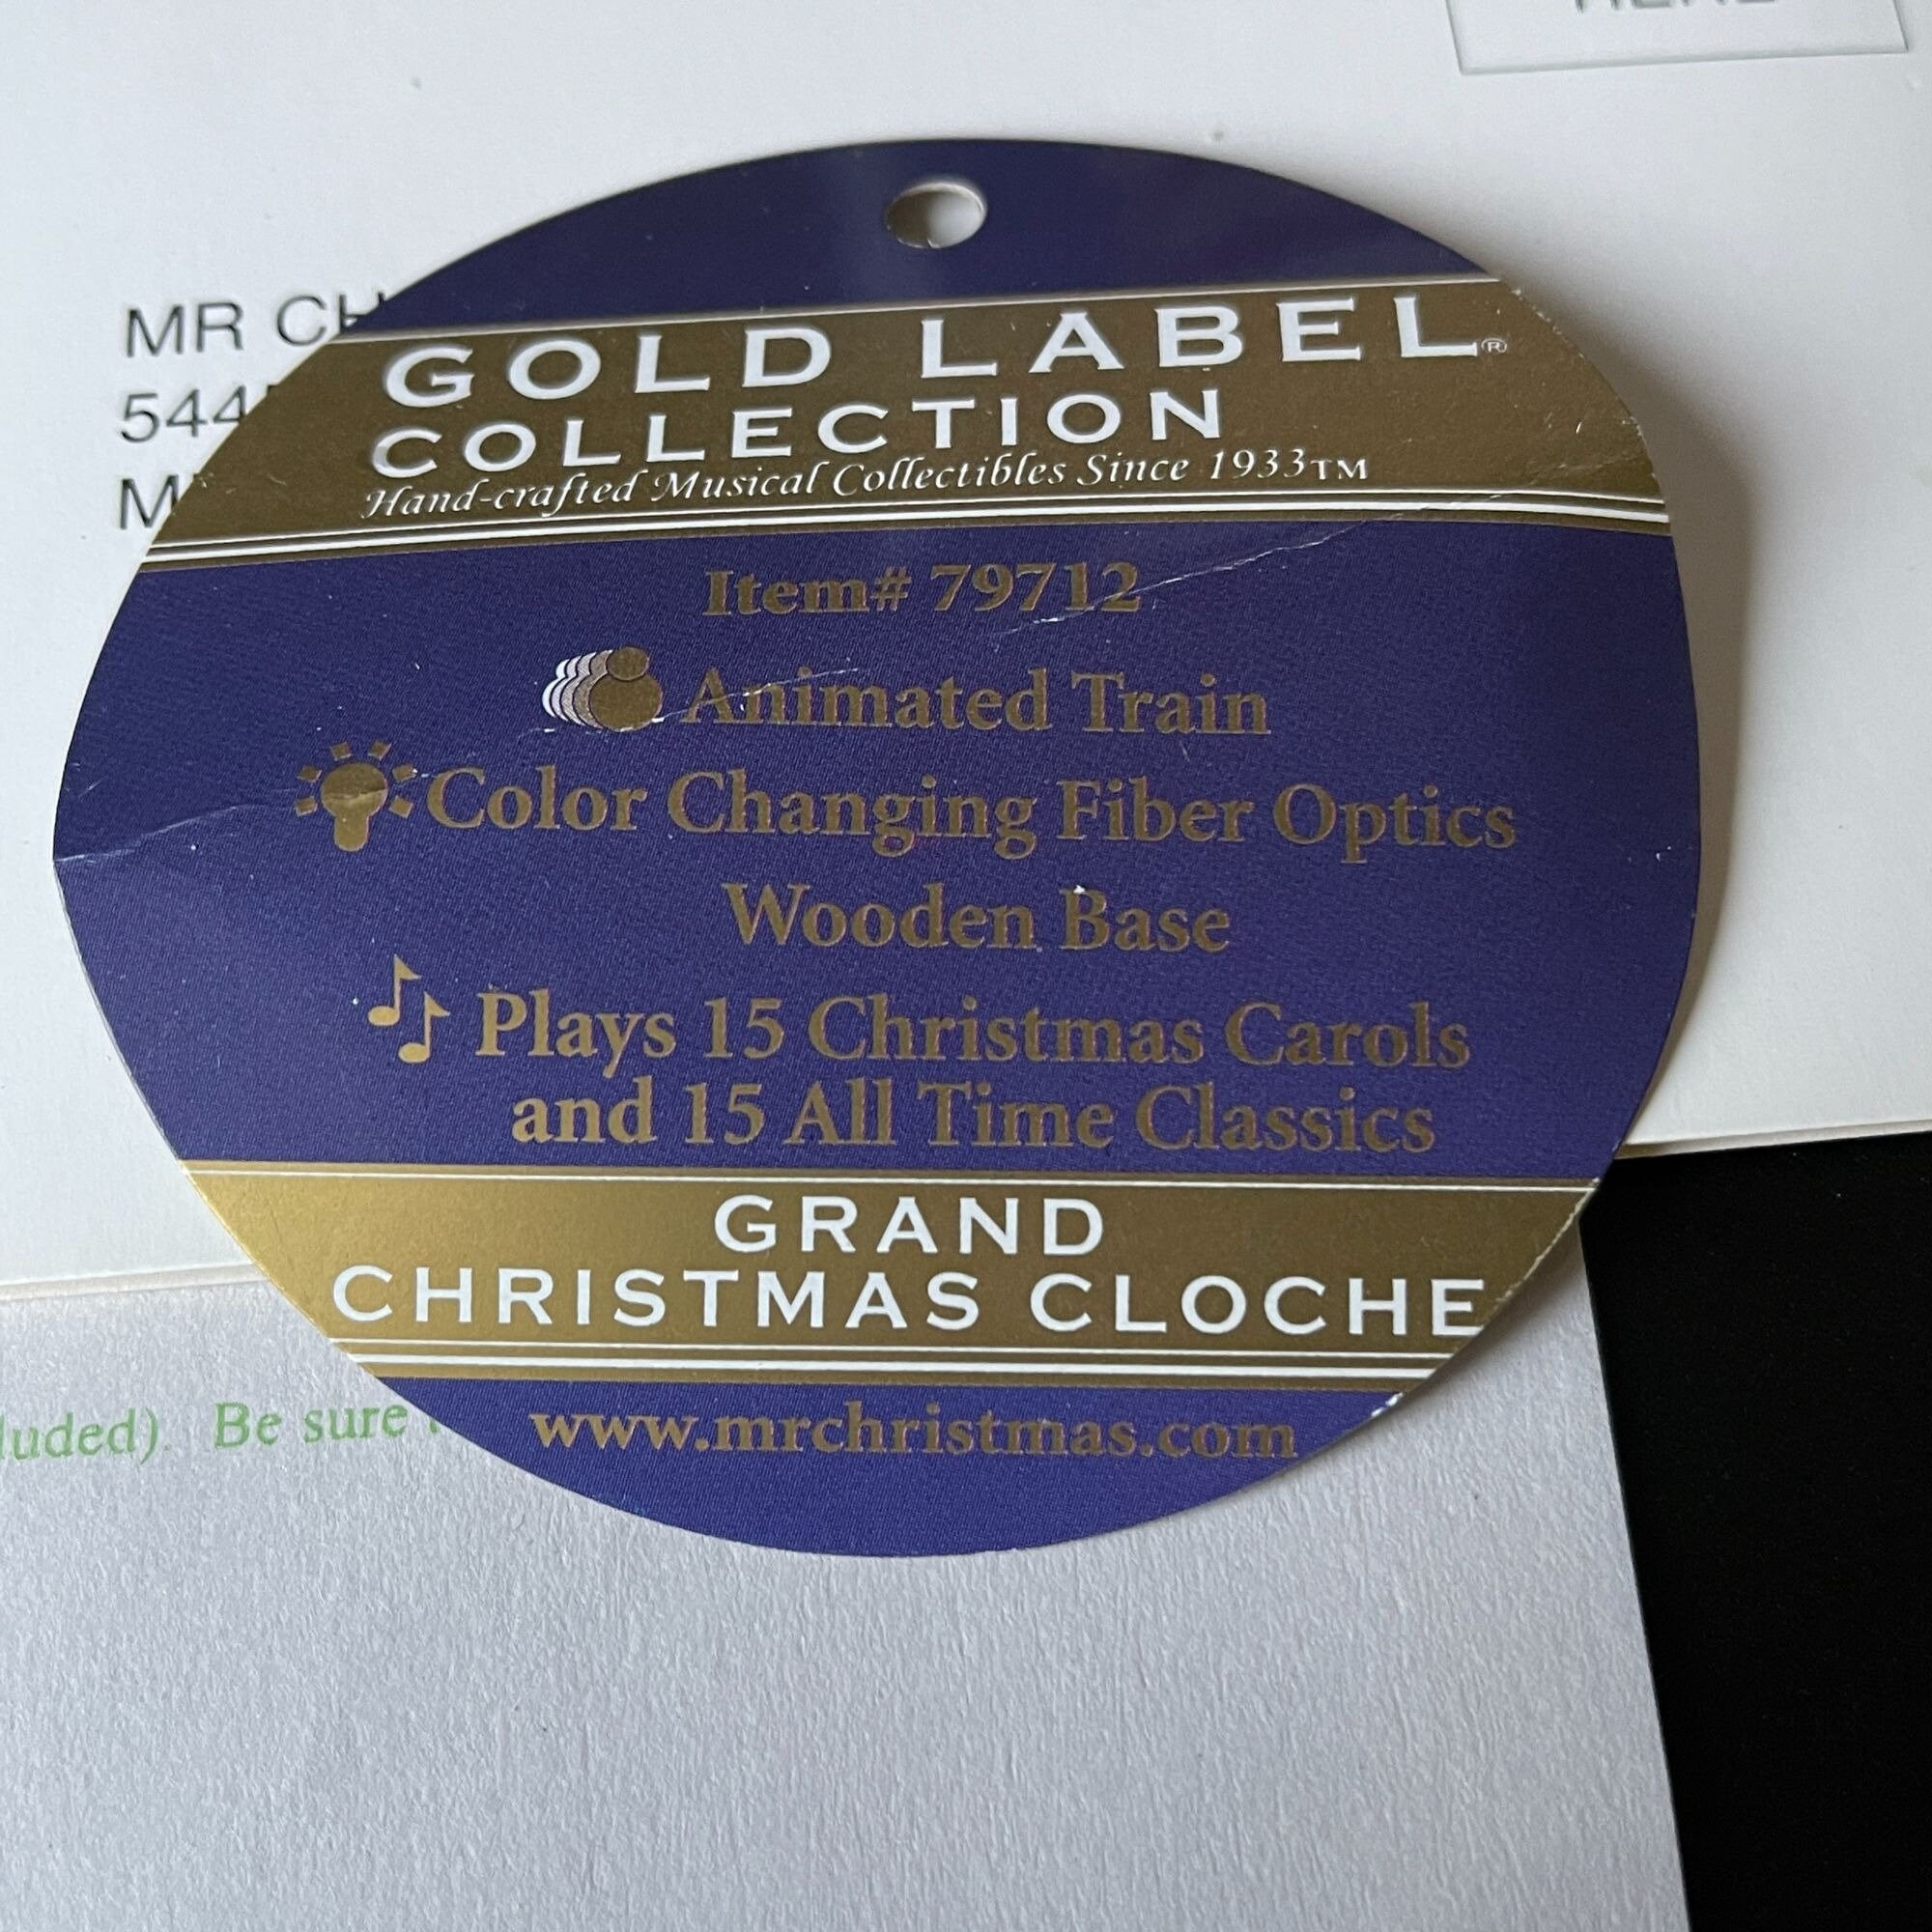 HERE
MR CH
544
M
GOLD LABEL®
COLLECTION
Hand-crafted Musical Collectibles Since 1933™
Item# 79712
Animated Train
Color Changing Fiber Optics
Wooden Base
Plays 15 Christmas Carols
and 15 All Time Classics
GRAND
CHRISTMAS CLOCHE
www.mrchristmas.com
luded). Be sure